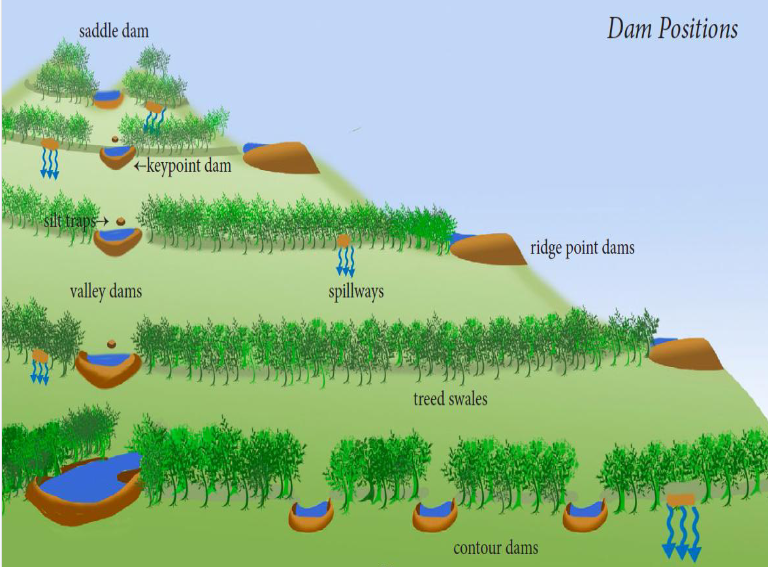 saddle dam
Dam Positions
←keypoint dam
silt traps→
ridge point dams
valley dams
spillways
treed swales
contour dams